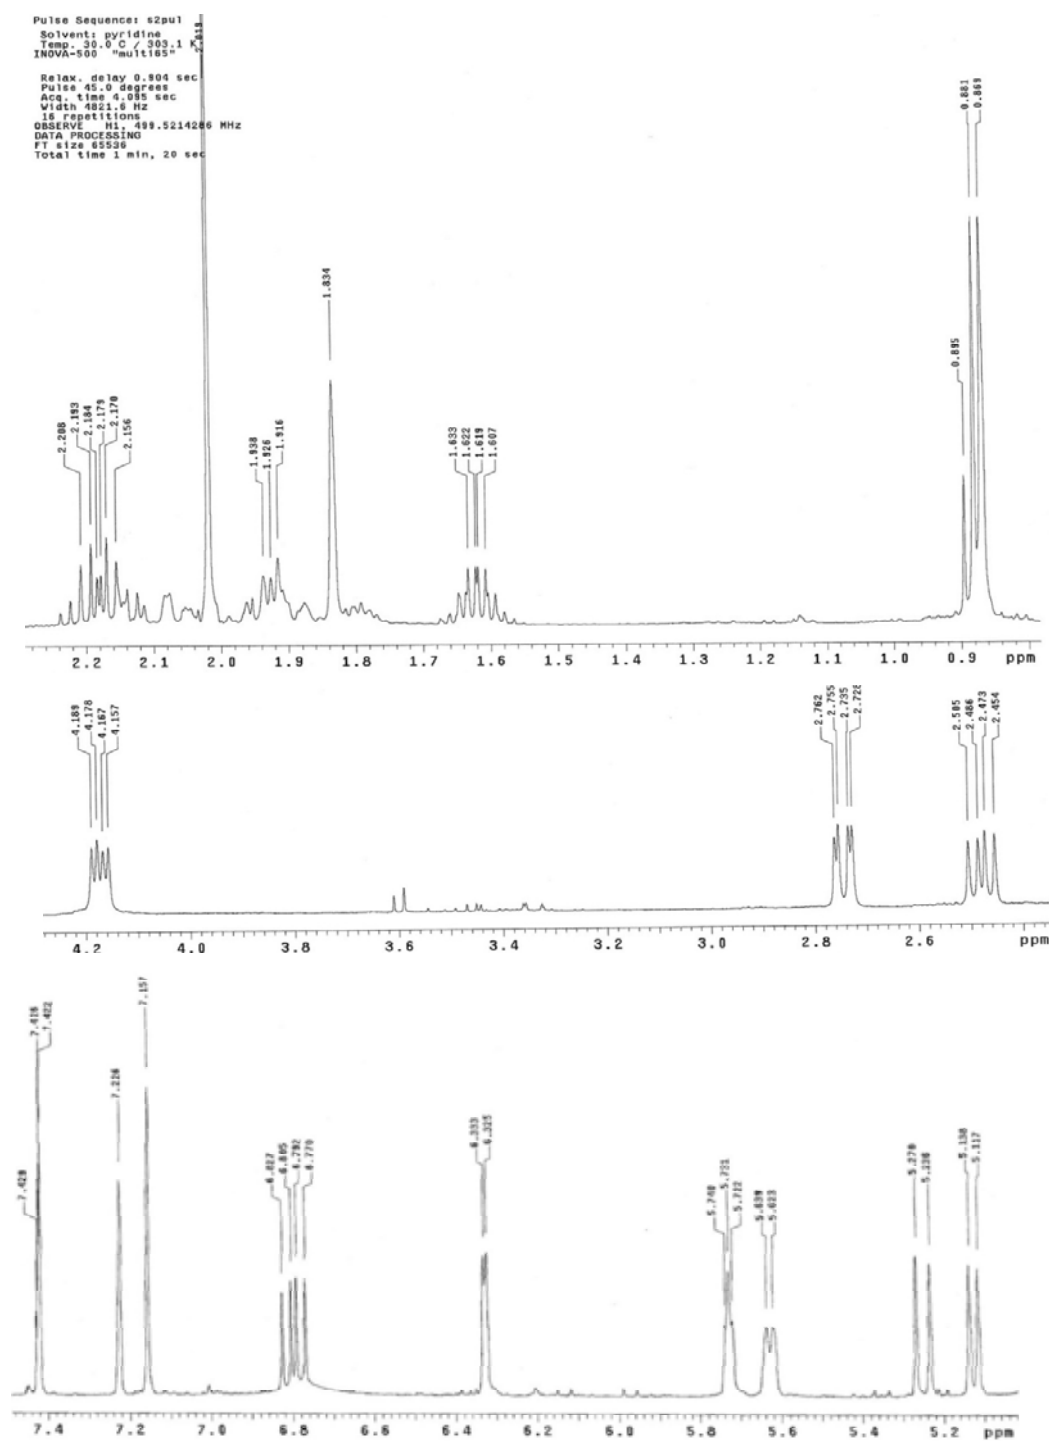 Pulse Sequence: s2pul
Solvent: pyridine
Temp. 30.0 C / 303.1 K
INOVA-500 "multi65"
Relax. delay 0.904 sec
Pulse 45.0 degrees
Acq. time 4.095 sec
Width 4821.6 Hz
16 repetitions
OBSERVE H1, 499.5214286 MHz
DATA PROCESSING
FT size 65536
Total time 1 min, 20 sec
2.208
2.193
2.184
2.179
2.170
2.156
1.938
1.926
1.916
1.834
1.633
1.622
1.619
1.607
0.895
0.881
0.869
2.2 2.1 2.0 1.9 1.8 1.7 1.6 1.5 1.4 1.3 1.2 1.1 1.0 0.9 ppm
4.189
4.178
4.167
4.157
2.762
2.755
2.735
2.728
2.505
2.486
2.473
2.454
4.2 4.0 3.8 3.6 3.4 3.2 3.0 2.8 2.6 ppm
7.429
7.422
7.226
7.157
6.827
6.805
6.792
6.770
6.333
6.325
5.731
5.722
5.639
5.623
5.270
5.138
5.117
7.4 7.2 7.0 6.8 6.6 6.4 6.2 6.0 5.8 5.6 5.4 5.2 ppm